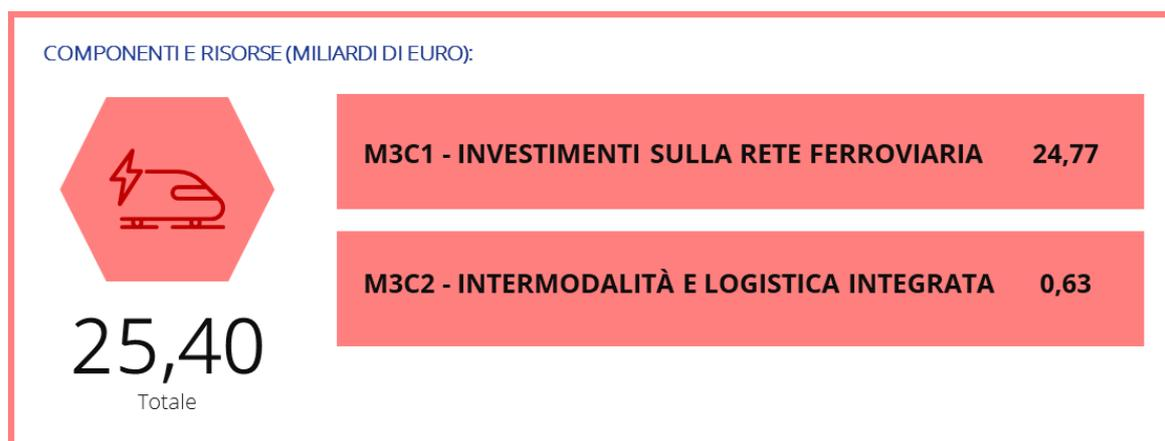 COMPONENTI E RISORSE (MILIARDI DI EURO):
M3C1 - INVESTIMENTI SULLA RETE FERROVIARIA 24,77
M3C2 - INTERMODALITÀ E LOGISTICA INTEGRATA 0,63
25,40
Totale